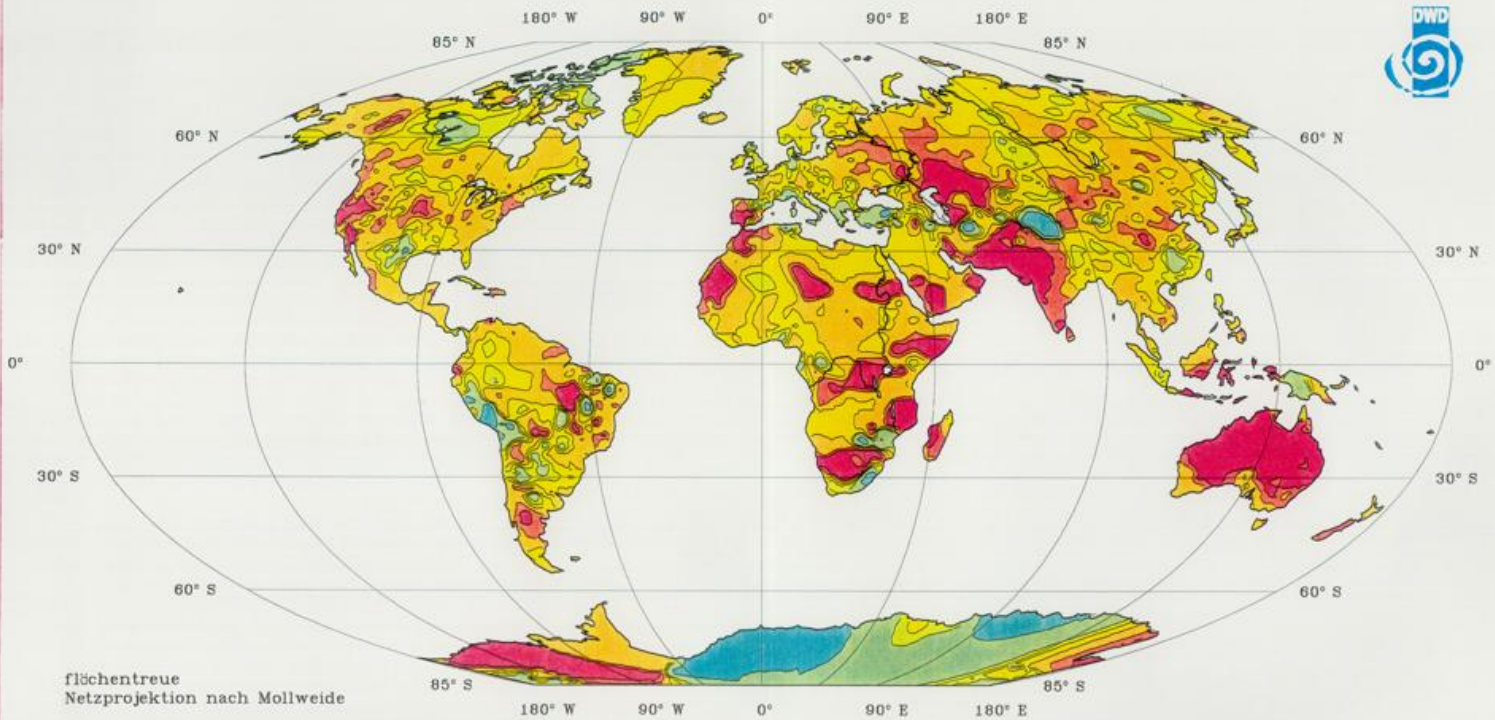 180° W 90° W 0° 90° E 180° E
DWD
85° N 85° N
60° N 60° N
30° N 30° N
0° 0°
30° S 30° S
60° S 60° S
flächentreue
85° S 85° S
Netzprojektion nach Mollweide
180° W 90° W 0° 90° E 180° E